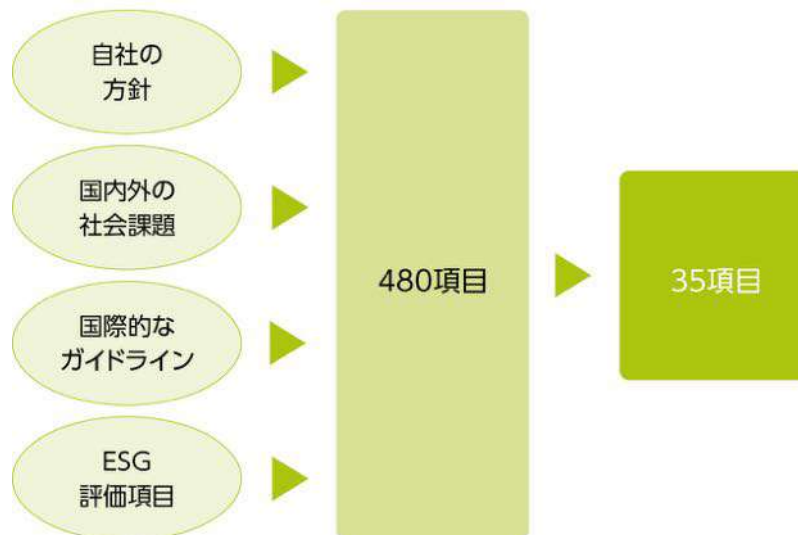 自社の
方針
国内外の
社会課題
国際的な
ガイドライン
ESG
評価項目
480項目
35項目